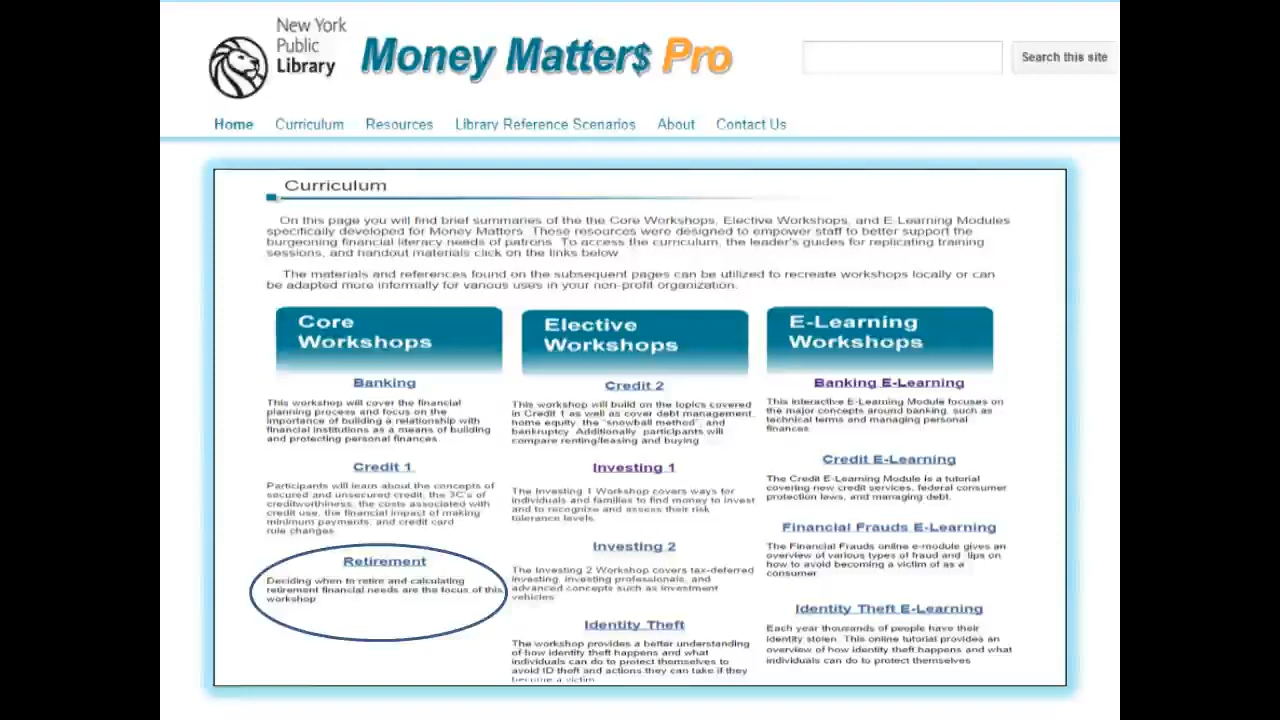 New York
Public
Library
Money Matter$ Pro
Search this site
Home Curriculum Resources Library Reference Scenarios About Contact Us
Curriculum
On this page you will find brief summaries of the the Core Workshops, Elective Workshops, and E-Learning Modules
specifically developed for Money Matters. These resources were designed to empower staff to better support the
burgeoning financial literacy needs of patrons. To access the curriculum, the leader's guides for replicating training
sessions, and handout materials click on the links below
The materials and references found on the subsequent pages can be utilized to recreate workshops locally or can
be adapted more informally for various uses in your non-profit organization.
Core
Workshops
Banking
This workshop will cover the financial
planning process and focus on the
importance of building a relationship with
financial institutions as a means of building
and protecting personal finances.
Credit 1
Participants will learn about the concepts of
secured and unsecured credit, the 3C's of
creditworthiness, the costs associated with
credit use, the financial impact of making
minimum payments, and credit card
rule changes
Retirement
Deciding when to retire and calculating
retirement financial needs are the focus of this
workshop
Elective
Workshops
Credit 2
This workshop will build on the topics covered
in Credit 1 as well as cover debt management,
home equity, the "snowball method", and
bankruptcy. Additionally, participants will
compare renting/leasing and buying
Investing 1
The Investing 1 Workshop covers ways for
individuals and families to find money to invest
and to recognize and assess their risk
tolerance levels.
Investing 2
The Investing 2 Workshop covers tax-deferred
investing, investing professionals, and
advanced concepts such as investment
vehicles
Identity Theft
The workshop provides a better understanding
of how identity theft happens and what
individuals can do to protect themselves to
avoid ID theft and actions they can take if they
become a victim
E-Learning
Workshops
Banking E-Learning
This interactive E-Learning Module focuses on
the major concepts around banking, such as
technical terms and managing personal
finances
Credit E-Learning
The Credit E-Learning Module is a tutorial
covering new credit services, federal consumer
protection laws, and managing debt.
Financial Frauds E-Learning
The Financial Frauds online e-module gives an
overview of various types of fraud and tips on
how to avoid becoming a victim of as a
consumer
Identity Theft E-Learning
Each year thousands of people have their
identity stolen. This online tutorial provides an
overview of how identity theft happens and what
individuals can do to protect themselves